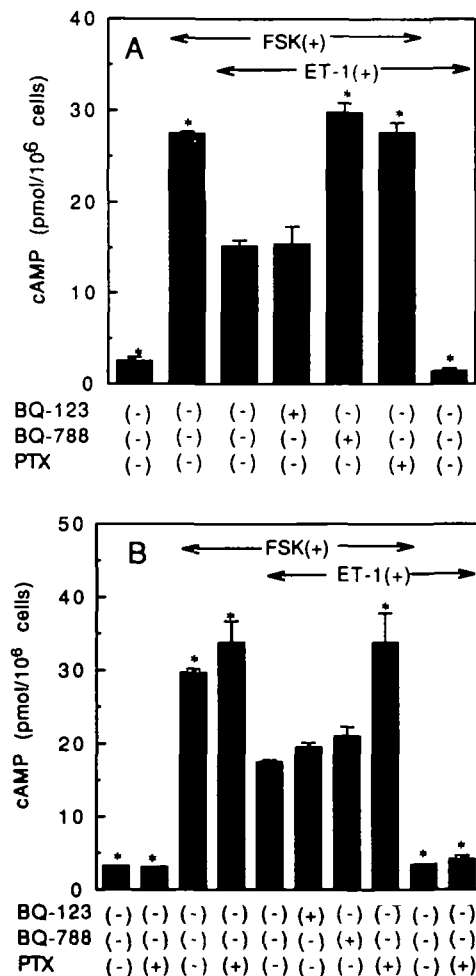 A
FSK(+)
ET-1(+)
cAMP (pmol/10⁶ cells)
40
30
20
10
0
* * * * *
BQ-123 (-) (-) (-) (+) (-) (-) (-)
BQ-788 (-) (-) (-) (-) (+) (-) (-)
PTX (-) (-) (-) (-) (-) (+) (-)
B
FSK(+)
ET-1(+)
cAMP (pmol/10⁶ cells)
50
40
30
20
10
0
* * * * * * *
BQ-123 (-) (-) (-) (-) (-) (+) (-) (-) (-) (-)
BQ-788 (-) (-) (-) (-) (-) (-) (+) (-) (-) (-)
PTX (-) (+) (-) (+) (-) (-) (-) (+) (-) (+)